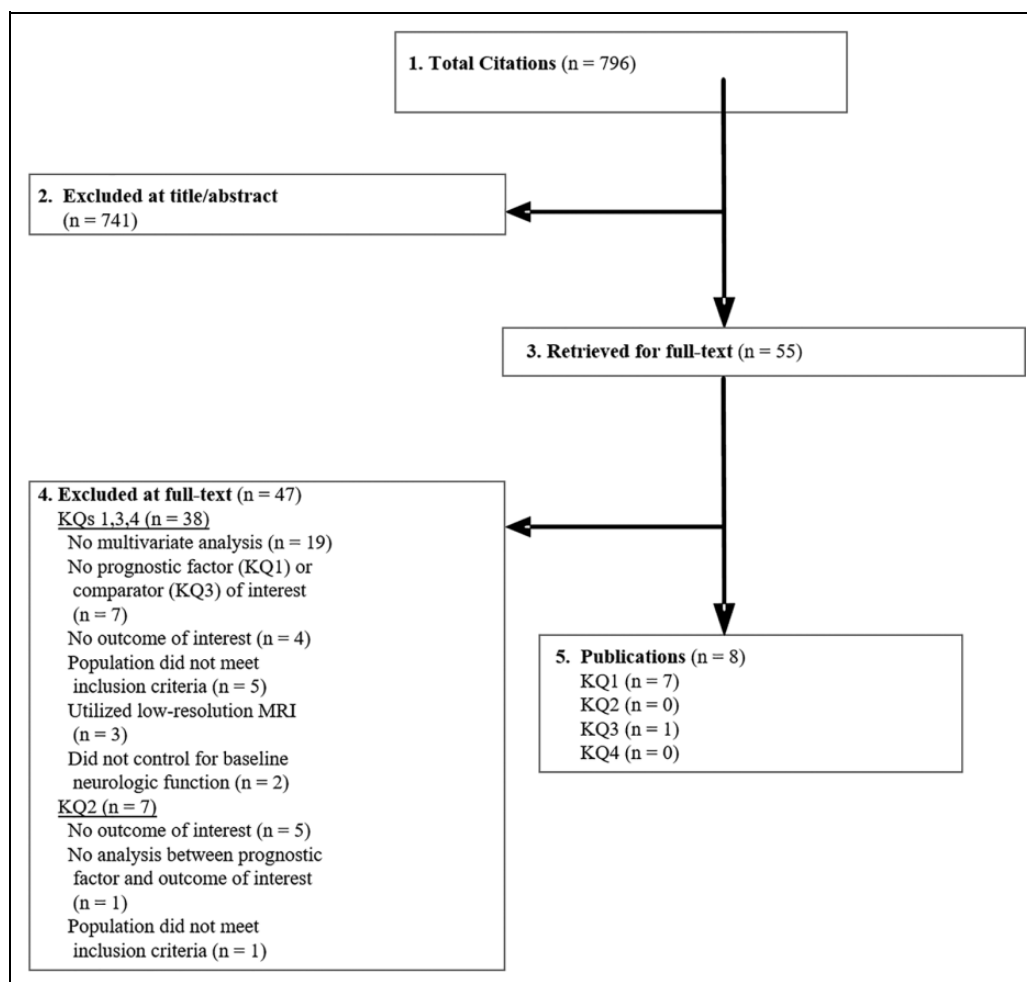 1. Total Citations (n = 796)
2. Excluded at title/abstract
(n = 741)
3. Retrieved for full-text (n = 55)
4. Excluded at full-text (n = 47)
KQs 1,3,4 (n = 38)
No multivariate analysis (n = 19)
No prognostic factor (KQ1) or
comparator (KQ3) of interest
(n = 7)
No outcome of interest (n = 4)
Population did not meet
inclusion criteria (n = 5)
Utilized low-resolution MRI
(n = 3)
Did not control for baseline
neurologic function (n = 2)
KQ2 (n = 7)
No outcome of interest (n = 5)
No analysis between prognostic
factor and outcome of interest
(n = 1)
Population did not meet
inclusion criteria (n = 1)
5. Publications (n = 8)
KQ1 (n = 7)
KQ2 (n = 0)
KQ3 (n = 1)
KQ4 (n = 0)